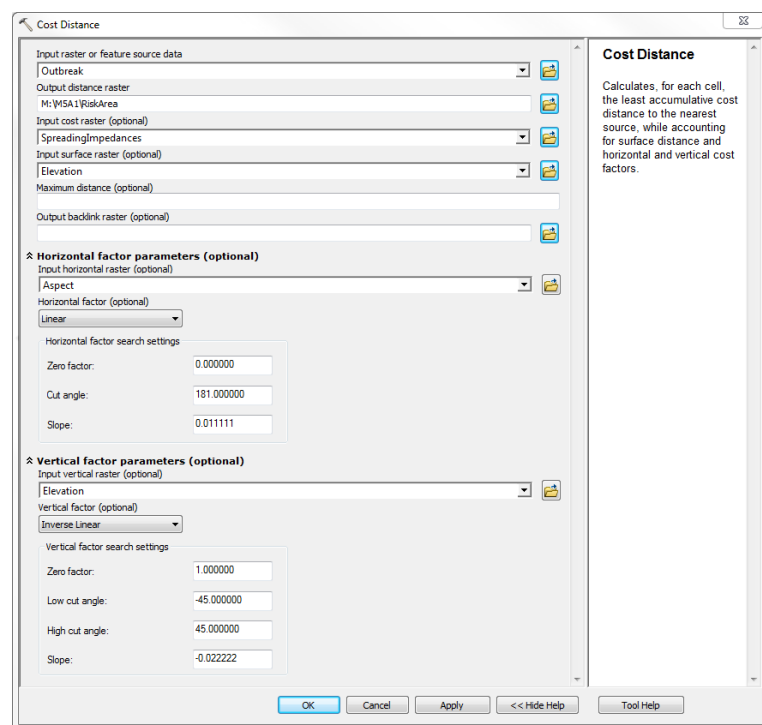 Cost Distance
Input raster or feature source data
Outbreak
Output distance raster
M:\M5A1\RiskArea
Input cost raster (optional)
SpreadingImpedances
Input surface raster (optional)
Elevation
Maximum distance (optional)
Output backlink raster (optional)
Horizontal factor parameters (optional)
Input horizontal raster (optional)
Aspect
Horizontal factor (optional)
Linear
Horizontal factor search settings
Zero factor:
0.000000
Cut angle:
181.000000
Slope:
0.011111
Vertical factor parameters (optional)
Input vertical raster (optional)
Elevation
Vertical factor (optional)
Inverse Linear
Vertical factor search settings
Zero factor:
1.000000
Low cut angle:
-45.000000
High cut angle:
45.000000
Slope:
-0.022222
Cost Distance
Calculates, for each cell,
the least accumulative cost
distance to the nearest
source, while accounting
for surface distance and
horizontal and vertical cost
factors.
OK
Cancel
Apply
<< Hide Help
Tool Help